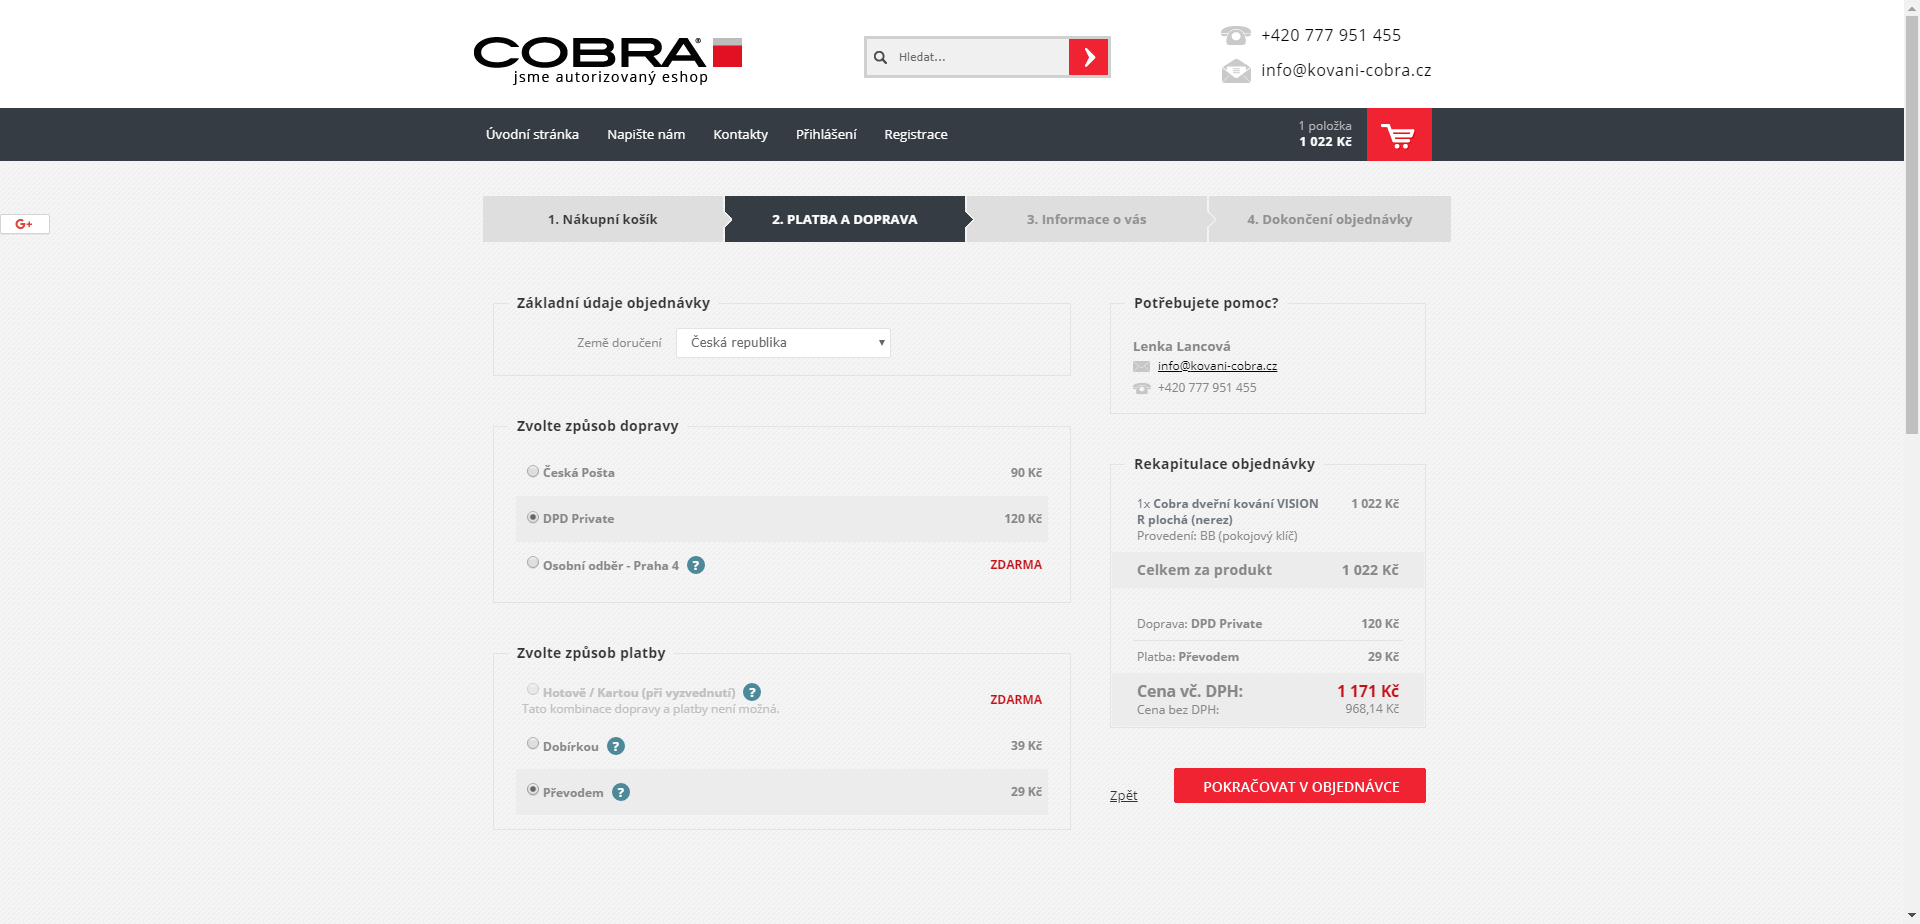 COBRA®
jsme autorizovaný eshop
Hledat...
+420 777 951 455
info@kovani-cobra.cz
Úvodní stránka Napište nám Kontakty Přihlášení Registrace
1 položka
1 022 Kč
G+
1. Nákupní košík 2. PLATBA A DOPRAVA 3. Informace o vás 4. Dokončení objednávky
Základní údaje objednávky
Země doručení Česká republika
Zvolte způsob dopravy
Česká Pošta 90 Kč
DPD Private 120 Kč
Osobní odběr - Praha 4 ? ZDARMA
Zvolte způsob platby
Hotově / Kartou (při vyzvednutí) ? ZDARMA
Tato kombinace dopravy a platby není možná.
Dobírkou ? 39 Kč
Převodem ? 29 Kč
Potřebujete pomoc?
Lenka Lancová
info@kovani-cobra.cz
+420 777 951 455
Rekapitulace objednávky
1x Cobra dveřní kování VISION 1 022 Kč
R plochá (nerez)
Provedení: BB (pokojový klíč)
Celkem za produkt 1 022 Kč
Doprava: DPD Private 120 Kč
Platba: Převodem 29 Kč
Cena vč. DPH: 1 171 Kč
Cena bez DPH: 968,14 Kč
Zpět POKRAČOVAT V OBJEDNÁVCE